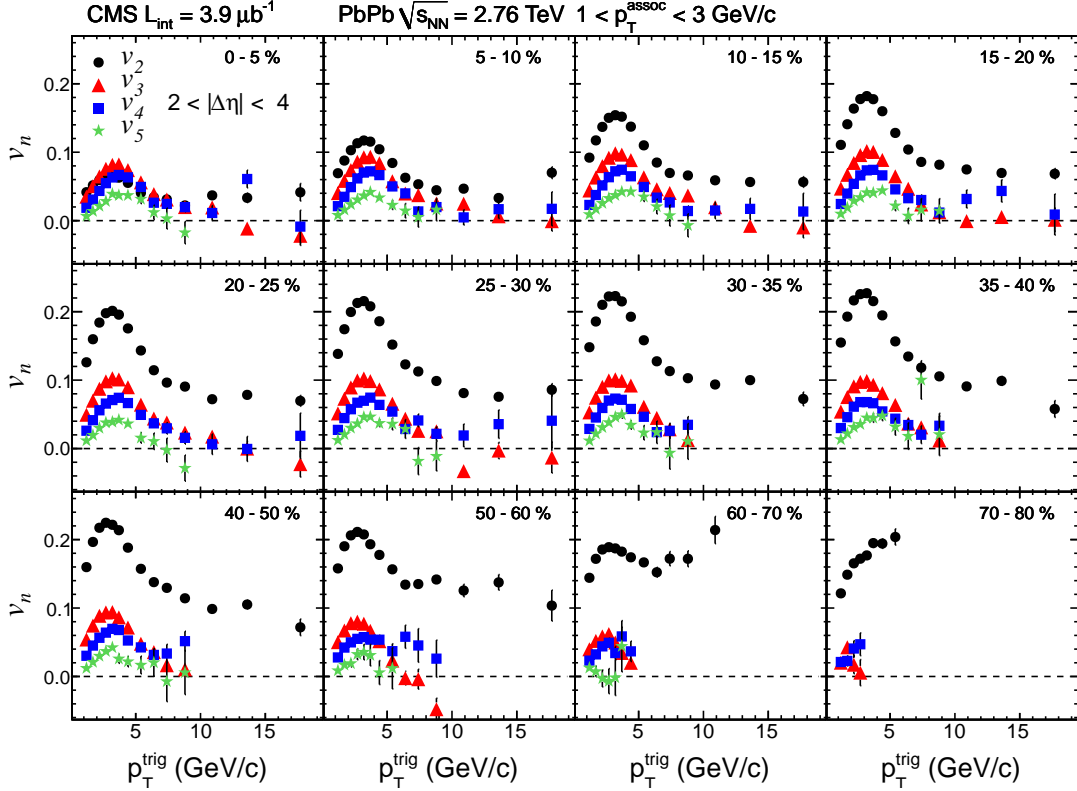 CMS L_int = 3.9 μb⁻¹ PbPb √s_NN = 2.76 TeV 1 < p_T^assoc < 3 GeV/c
v_n 0.2 0.1 0.0
v_2
v_3
v_4
v_5
2 < |Δη| < 4
0 - 5 % 5 - 10 % 10 - 15 % 15 - 20 %
v_n 0.2 0.1 0.0
20 - 25 % 25 - 30 % 30 - 35 % 35 - 40 %
v_n 0.2 0.1 0.0
40 - 50 % 50 - 60 % 60 - 70 % 70 - 80 %
5 10 15 5 10 15 5 10 15 5 10 15
p_T^trig (GeV/c) p_T^trig (GeV/c) p_T^trig (GeV/c) p_T^trig (GeV/c)